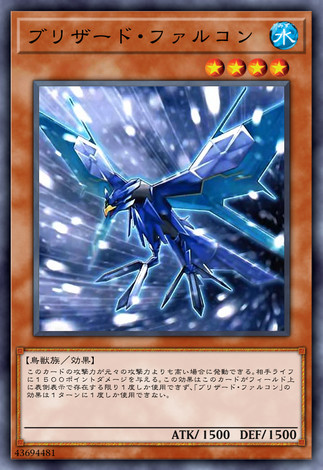 ブリザード・ファルコン
水
【鳥獣族／効果】
このカードの攻撃力が元々の攻撃力よりも高い場合に発動できる。相手ライフ
に１５００ポイントダメージを与える。この効果はこのカードがフィールド上
に表側表示で存在する限り１度しか使用できず、「ブリザード・ファルコン」の
効果は１ターンに１度しか使用できない。
ATK/ 1500 DEF/ 1500
43694481